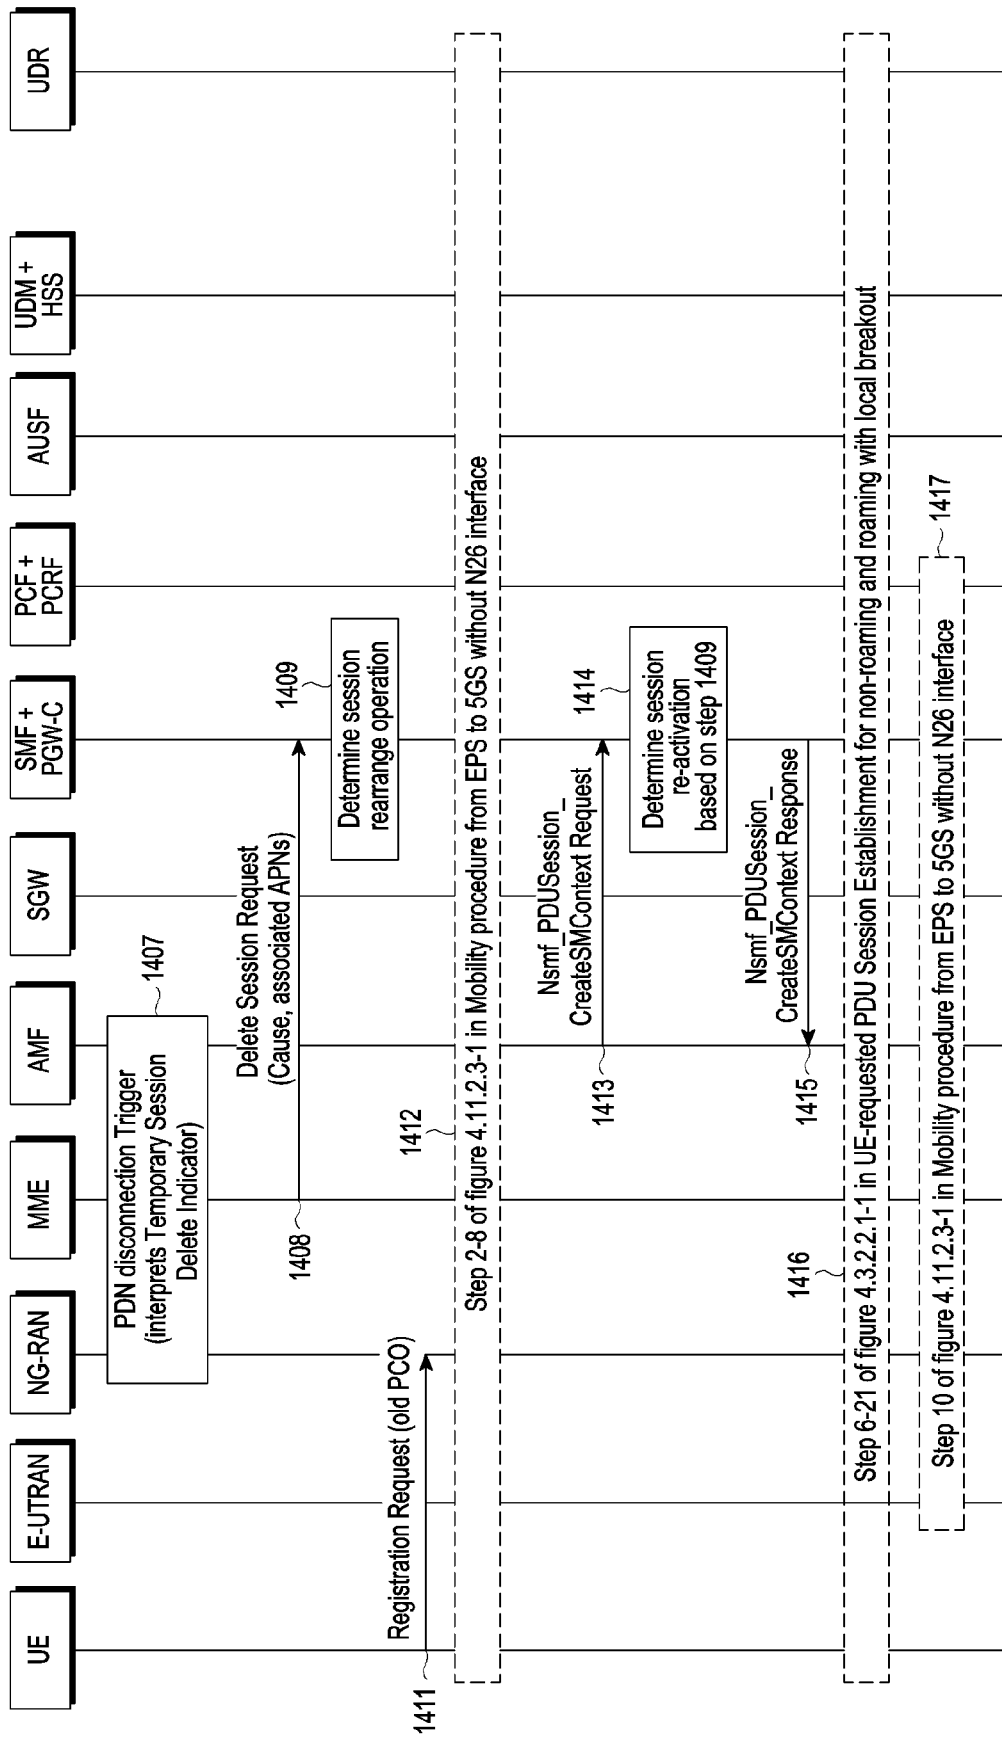 UE
E-UTRAN
NG-RAN
MME
AMF
SGW
SMF +
PGW-C
PCF +
PCRF
AUSF
UDM +
HSS
UDR
PDN disconnection Trigger
(interprets Temporary Session
Delete Indicator)
1407
Delete Session Request
(Cause, associated APNs)
1408
Determine session
rearrange operation
1409
Registration Request (old PCO)
1411
1412
Step 2-8 of figure 4.11.2.3-1 in Mobility procedure from EPS to 5GS without N26 interface
Nsmf_PDUSession_
CreateSMContext Request
1413
Determine session
re-activation
based on step 1409
1414
Nsmf_PDUSession_
CreateSMContext Response
1415
1416
Step 6-21 of figure 4.3.2.2.1-1 in UE-requested PDU Session Establishment for non-roaming and roaming with local breakout
1417
Step 10 of figure 4.11.2.3-1 in Mobility procedure from EPS to 5GS without N26 interface